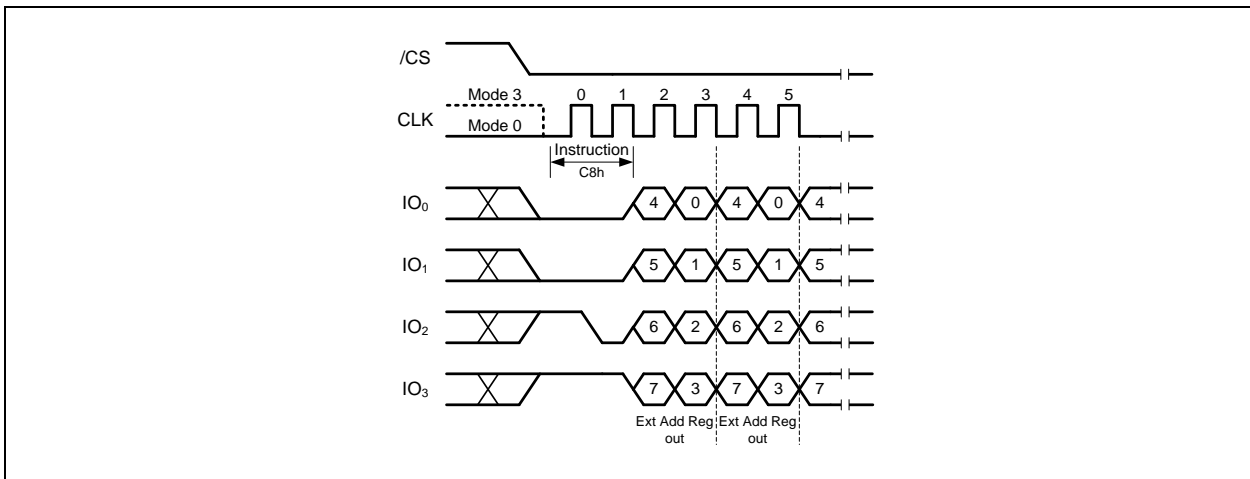 /CS
Mode 3 0 1 2 3 4 5
CLK
Mode 0
Instruction
C8h
IO₀ 4 0 4 0 4
IO₁ 5 1 5 1 5
IO₂ 6 2 6 2 6
IO₃ 7 3 7 3 7
Ext Add Reg Ext Add Reg
out out